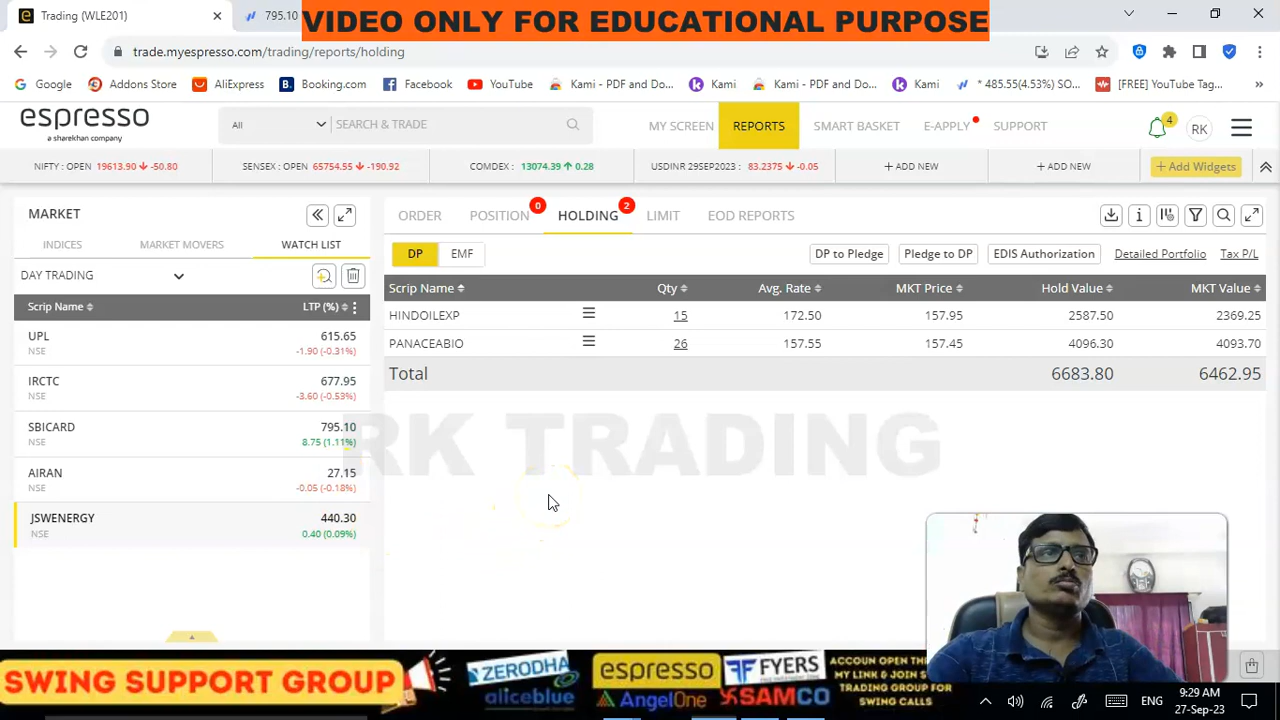 Trading (WLE201)
795.10
VIDEO ONLY FOR EDUCATIONAL PURPOSE
trade.myespresso.com/trading/reports/holding
Google Addons Store AliExpress Booking.com Facebook YouTube Kami - PDF and Do... Kami Kami - PDF and Do... Kami * 485.55(4.53%) SO... [FREE] YouTube Tag...
espresso
a sharekhan company
All SEARCH & TRADE
MY SCREEN REPORTS SMART BASKET E-APPLY SUPPORT 4 RK
NIFTY : OPEN 19613.90 -50.80 SENSEX : OPEN 65754.55 -190.92 COMDEX : 13074.39 0.28 USDINR 29SEP2023 : 83.2375 -0.05 + ADD NEW + ADD NEW + Add Widgets
MARKET
INDICES MARKET MOVERS WATCH LIST
DAY TRADING
Scrip Name LTP (%)
UPL 615.65
NSE -1.90 (-0.31%)
IRCTC 677.95
NSE -3.60 (-0.53%)
SBICARD 795.10
NSE 8.75 (1.11%)
AIRAN 27.15
NSE -0.05 (-0.18%)
JSWENERGY 440.30
NSE 0.40 (0.09%)
ORDER POSITION 0 HOLDING 2 LIMIT EOD REPORTS
DP EMF DP to Pledge Pledge to DP EDIS Authorization Detailed Portfolio Tax P/L
Scrip Name Qty Avg. Rate MKT Price Hold Value MKT Value
HINDOILEXP 15 172.50 157.95 2587.50 2369.25
PANACEABIO 26 157.55 157.45 4096.30 4093.70
Total 6683.80 6462.95
RK TRADING
SWING SUPPORT GROUP
ZERODHA
aliceblue
espresso
AngelOne
FYERS
SAMCO
ACCOUN OPEN THE
MY LINK & JOIN S
TRADING GROUP FOR
SWING CALLS
ENG
9:29 AM
27-Sep-23